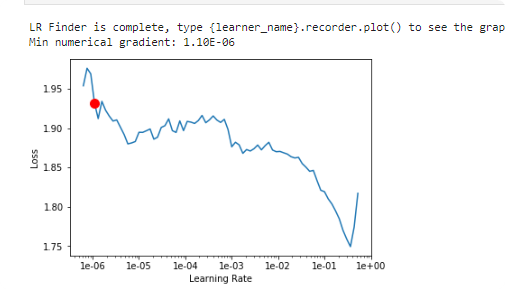 LR Finder is complete, type {learner_name}.recorder.plot() to see the grap
Min numerical gradient: 1.10E-06
1.95
1.90
1.85
1.80
1.75
Loss
1e-06 1e-05 1e-04 1e-03 1e-02 1e-01 1e+00
Learning Rate